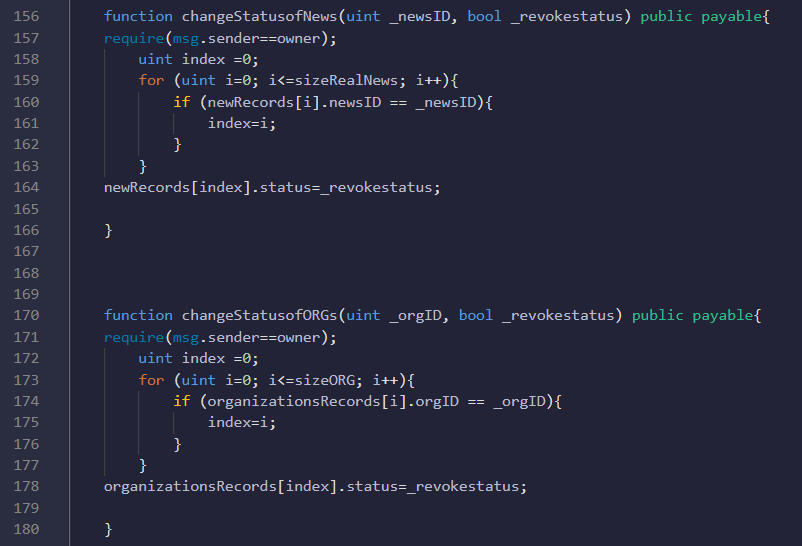 156 function changeStatusofNews(uint _newsID, bool _revokestatus) public payable{
157 require(msg.sender==owner);
158 uint index =0;
159 for (uint i=0; i<=sizeRealNews; i++){
160 if (newRecords[i].newsID == _newsID){
161 index=i;
162 }
163 }
164 newRecords[index].status=_revokestatus;
165
166 }
167
168
169
170 function changeStatusofORGs(uint _orgID, bool _revokestatus) public payable{
171 require(msg.sender==owner);
172 uint index =0;
173 for (uint i=0; i<=sizeORG; i++){
174 if (organizationsRecords[i].orgID == _orgID){
175 index=i;
176 }
177 }
178 organizationsRecords[index].status=_revokestatus;
179
180 }